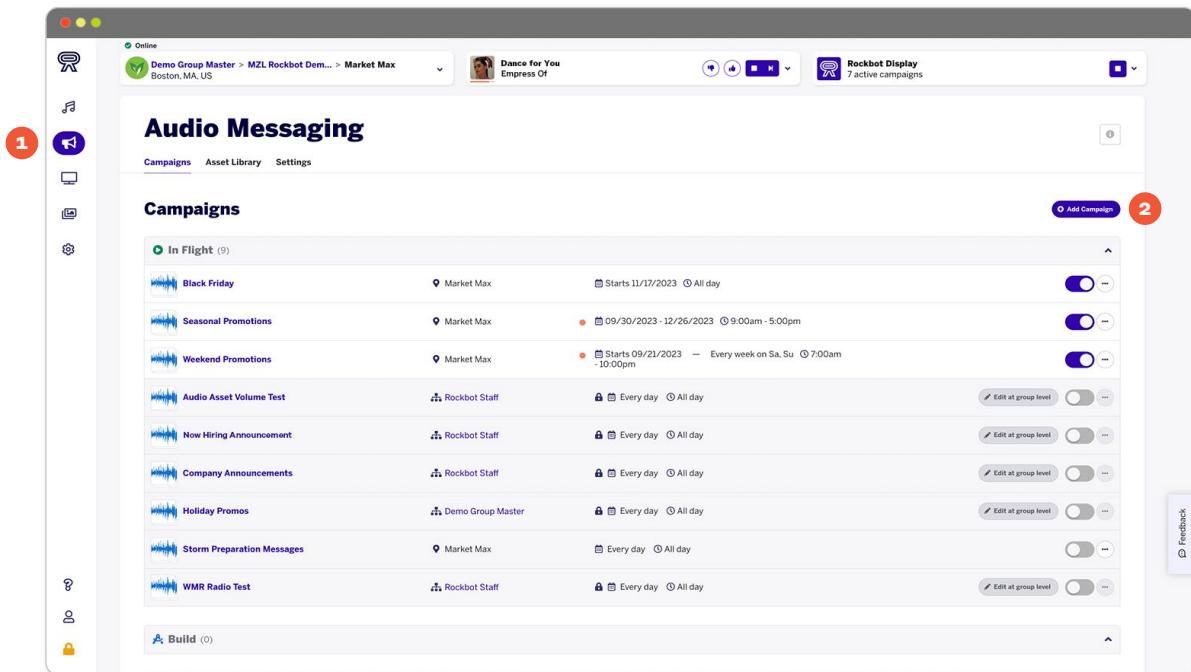 Online
Demo Group Master > MZL Rockbot Dem... > Market Max
Boston, MA, US
Dance for You
Empress Of
Rockbot Display
7 active campaigns
1
Audio Messaging
Campaigns Asset Library Settings
Campaigns
Add Campaign
2
In Flight (9)
Black Friday Market Max Starts 11/17/2023 All day
Seasonal Promotions Market Max 09/30/2023 - 12/26/2023 9:00am - 5:00pm
Weekend Promotions Market Max Starts 09/21/2023 — Every week on Sa, Su 7:00am
- 10:00pm
Audio Asset Volume Test Rockbot Staff Every day All day Edit at group level
Now Hiring Announcement Rockbot Staff Every day All day Edit at group level
Company Announcements Rockbot Staff Every day All day Edit at group level
Holiday Promos Demo Group Master Every day All day Edit at group level
Storm Preparation Messages Market Max Every day All day
WMR Radio Test Rockbot Staff Every day All day Edit at group level
Feedback
Build (0)